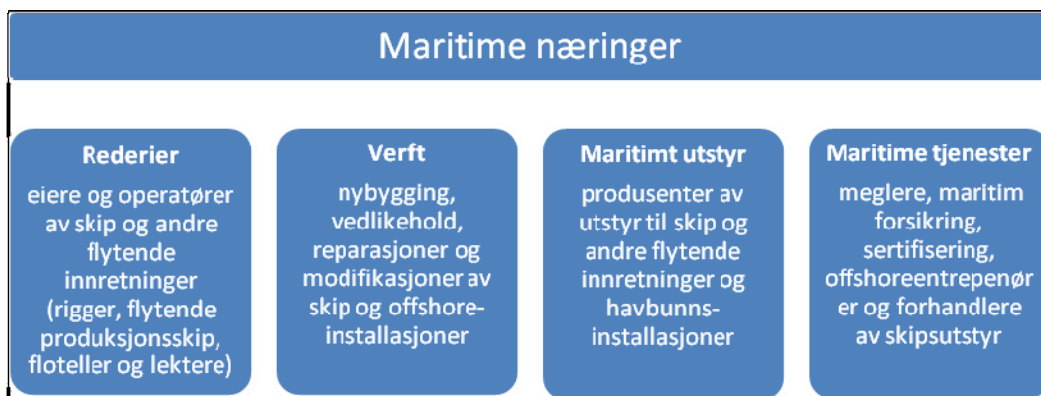 Maritime næringer
Rederier
eiere og operatører
av skip og andre
flytende
innretninger
(rigger, flytende
produksjonsskip,
floteller og lektere)
Verft
nybygging,
vedlikehold,
reparasjoner og
modifikasjoner av
skip og offshore-
installasjoner
Maritimt utstyr
produsenter av
utstyr til skip og
andre flytende
innretninger og
havbunns-
installasjoner
Maritime tjenester
meglere, maritim
forsikring,
sertifisering,
offshoreentrepenør
er og forhandlere
av skipsutstyr